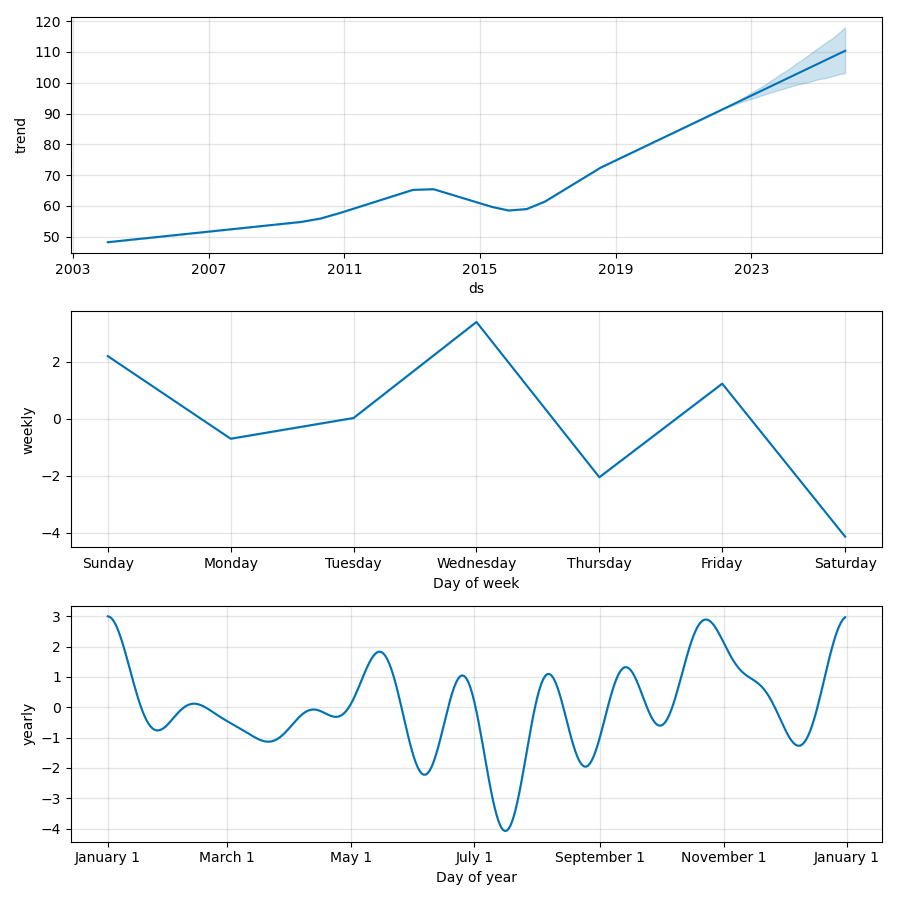 120
110
100
90
80
70
60
50
trend
2003 2007 2011 2015 2019 2023
ds
2
0
−2
−4
weekly
Sunday Monday Tuesday Wednesday Thursday Friday Saturday
Day of week
3
2
1
0
−1
−2
−3
−4
yearly
January 1 March 1 May 1 July 1 September 1 November 1 January 1
Day of year